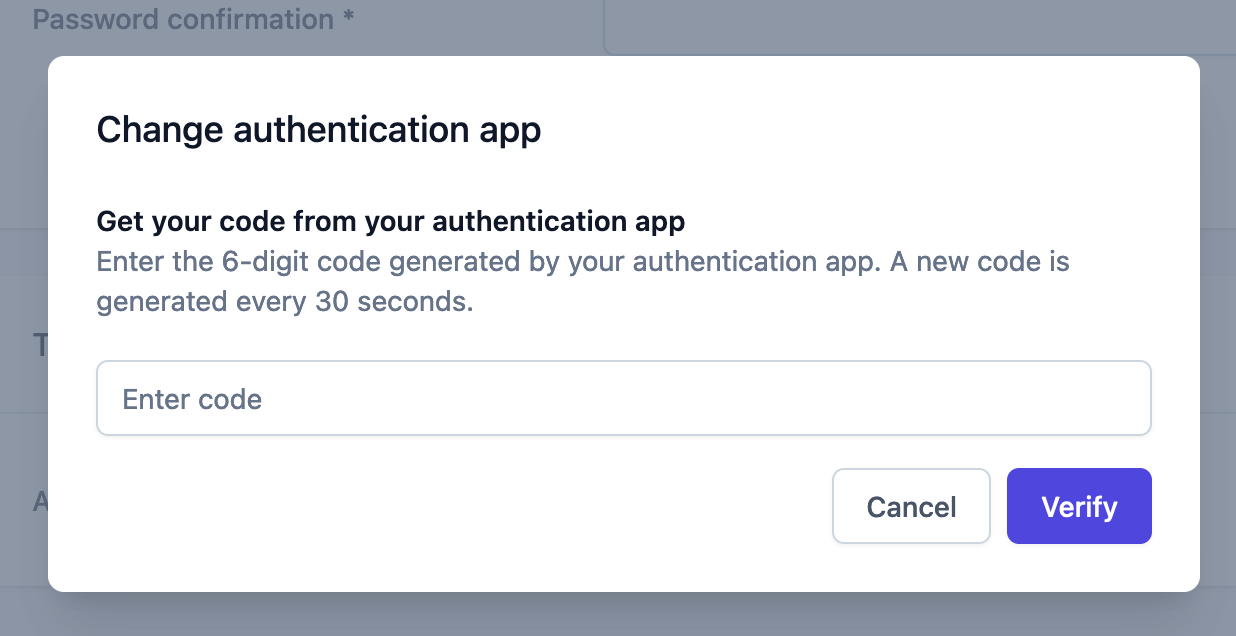 Password confirmation *
Change authentication app
Get your code from your authentication app
Enter the 6-digit code generated by your authentication app. A new code is
generated every 30 seconds.
T
Enter code
A
Cancel
Verify